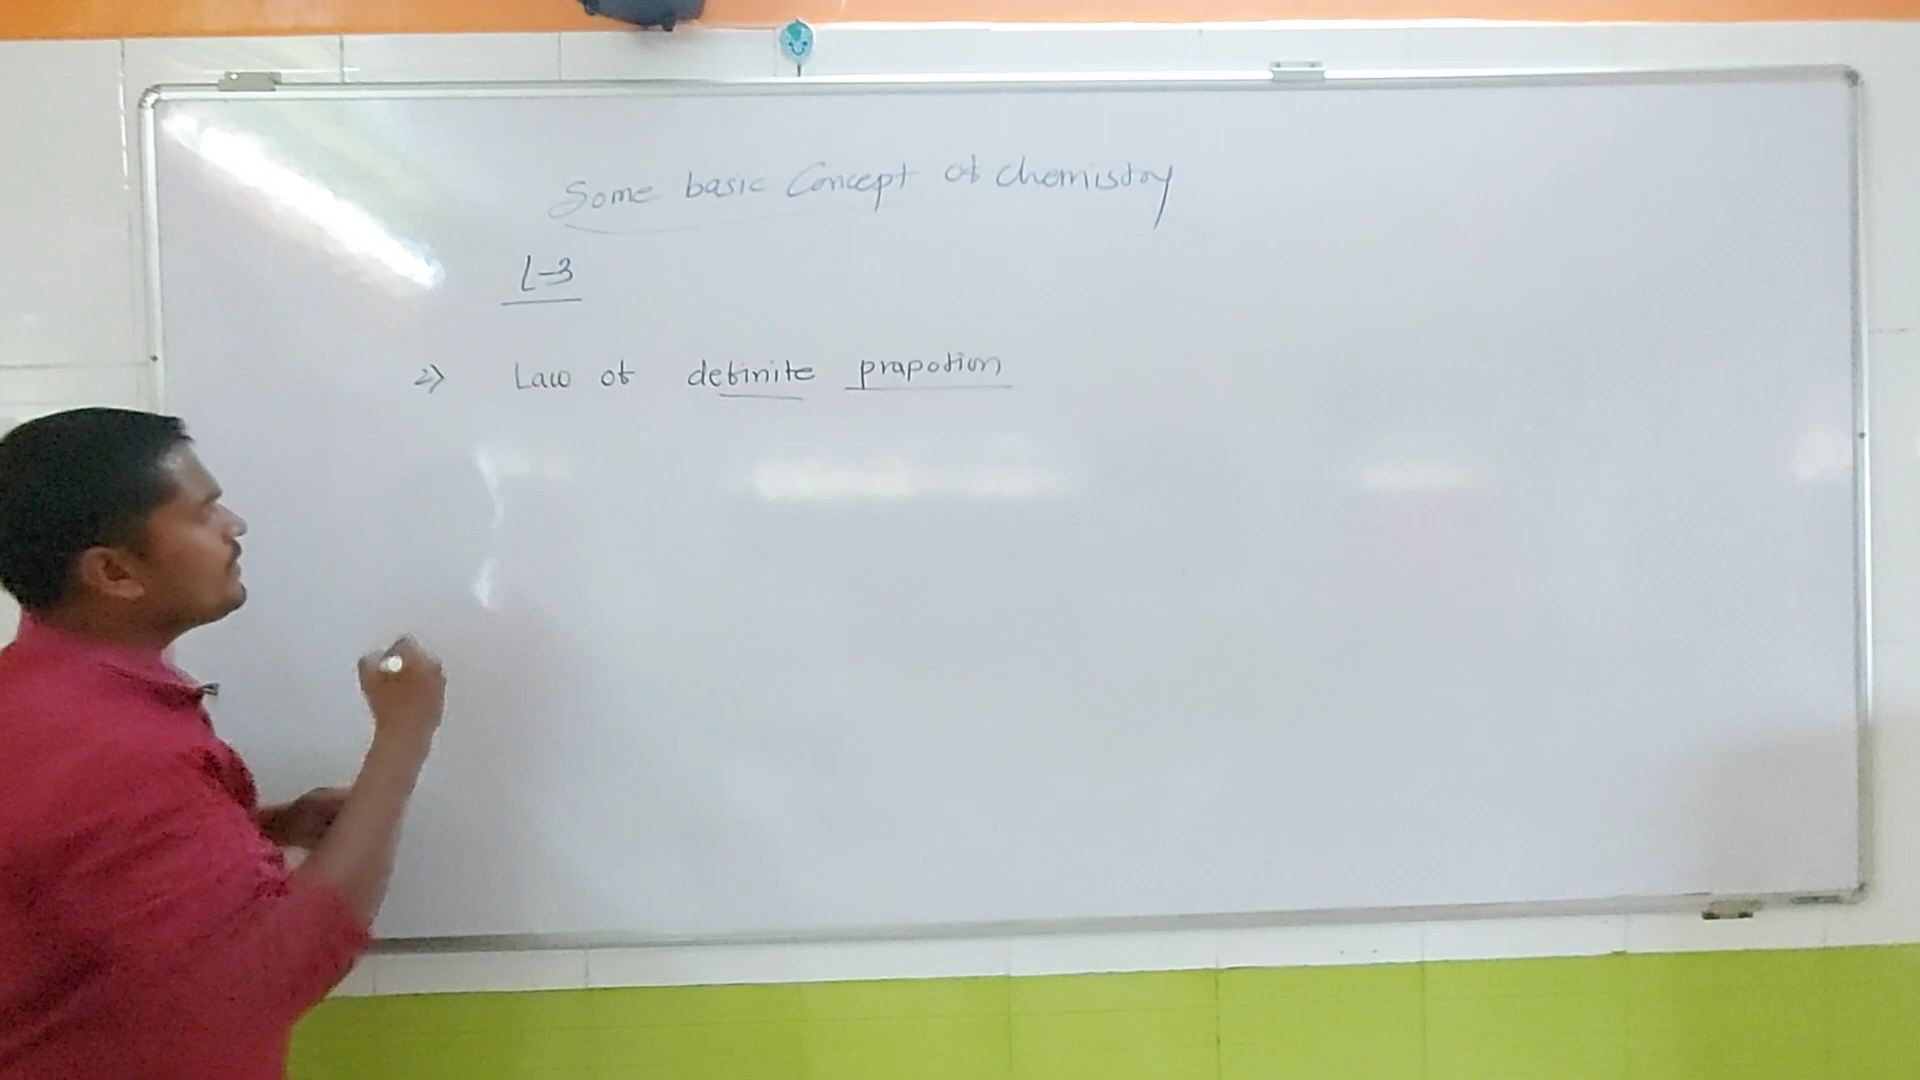 Some basic Concept of chemistry
L-3
2) Law of definite prapotion